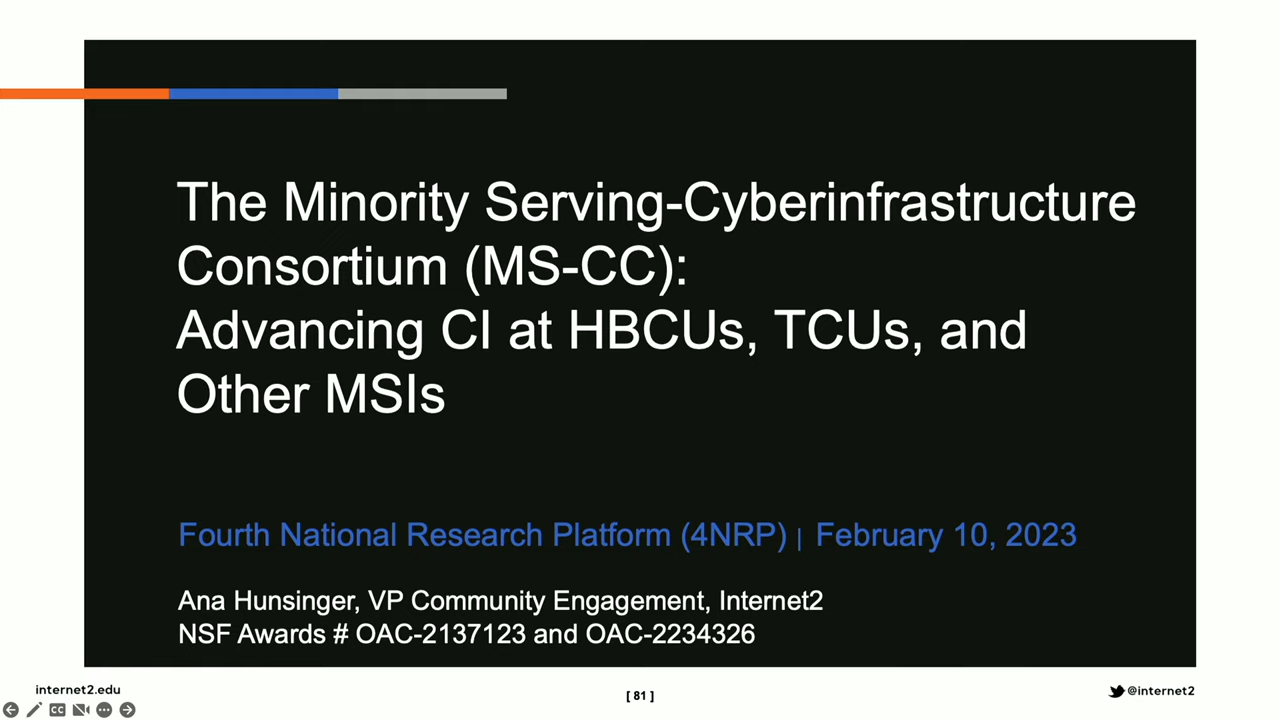 The Minority Serving-Cyberinfrastructure
Consortium (MS-CC):
Advancing CI at HBCUs, TCUs, and
Other MSIs
Fourth National Research Platform (4NRP) | February 10, 2023
Ana Hunsinger, VP Community Engagement, Internet2
NSF Awards # OAC-2137123 and OAC-2234326
internet2.edu
[ 81 ]
@internet2
CC